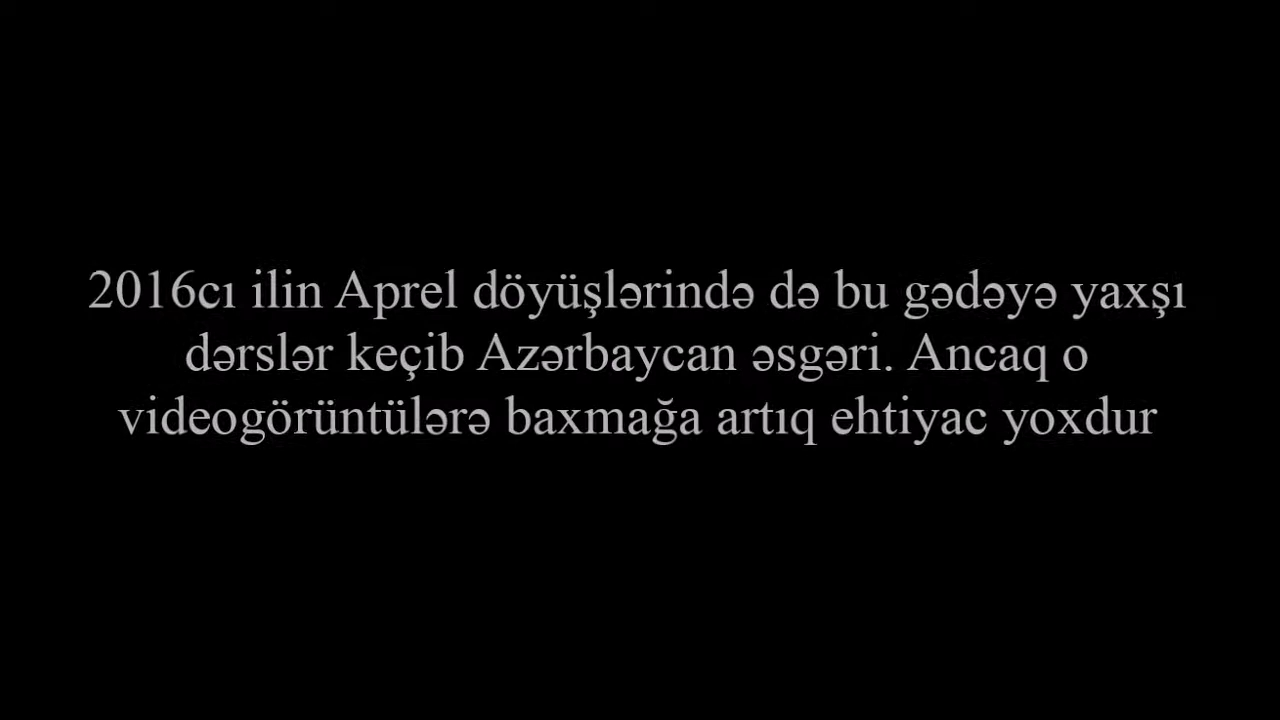 2016cı ilin Aprel döyüşlərində də bu gədəyə yaxşı
dərslər keçib Azərbaycan əsgəri. Ancaq o
videogörüntülərə baxmağa artıq ehtiyac yoxdur